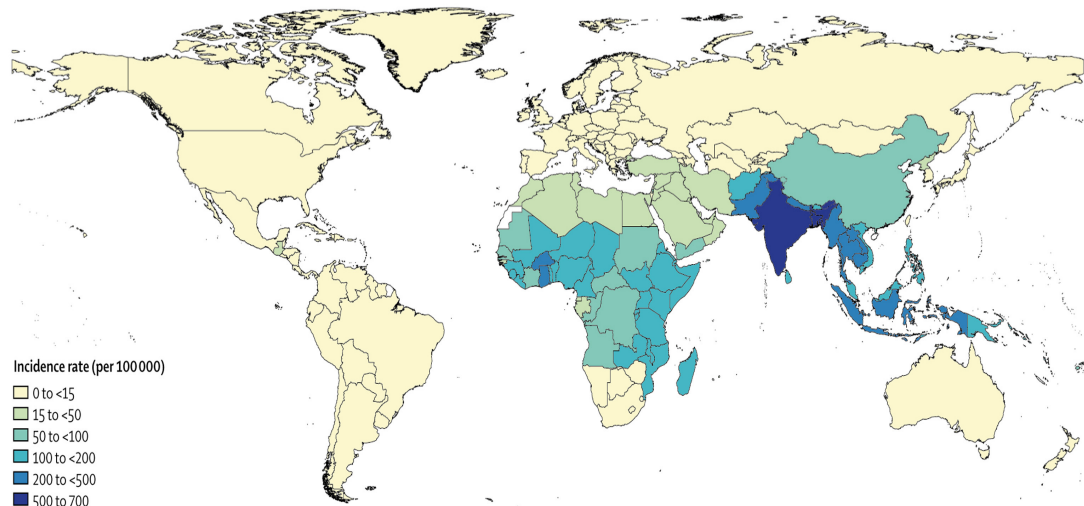 Incidence rate (per 100 000)
0 to <15
15 to <50
50 to <100
100 to <200
200 to <500
500 to 700